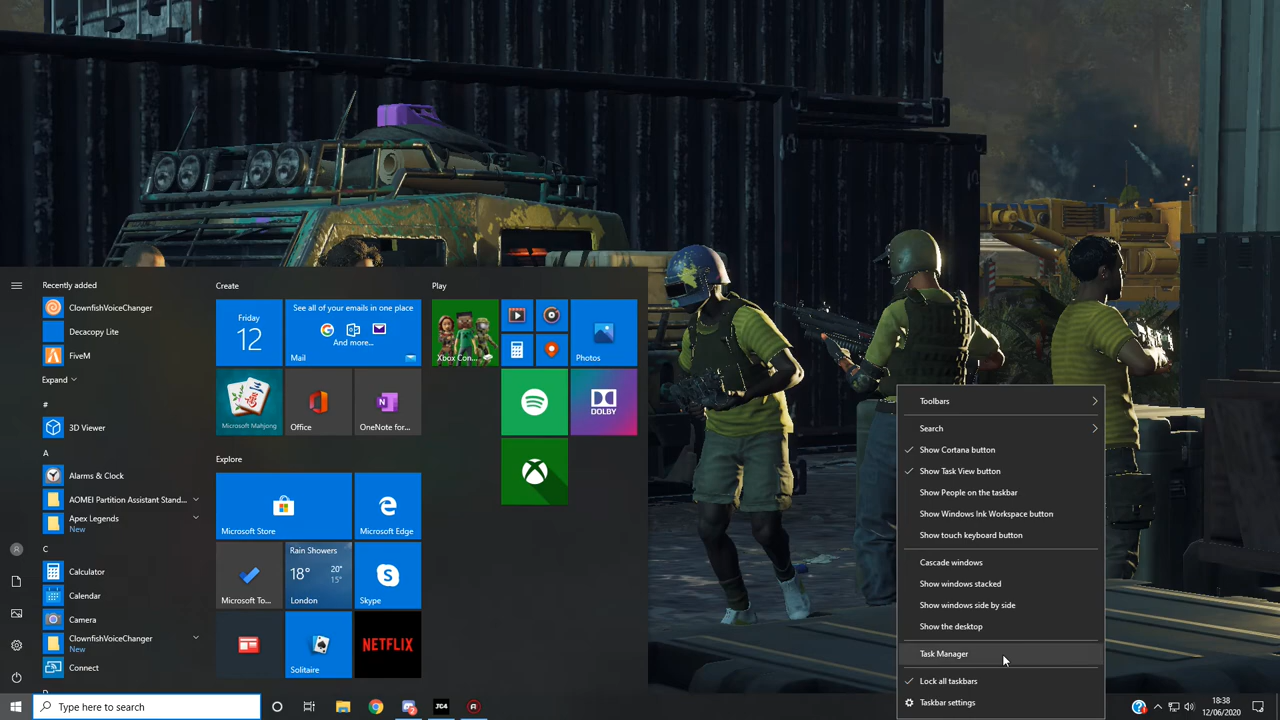 Recently added
ClownfishVoiceChanger
Decacopy Lite
FiveM
Expand
#
3D Viewer
A
Alarms & Clock
AOMEI Partition Assistant Stand...
Apex Legends
New
C
Calculator
Calendar
Camera
ClownfishVoiceChanger
New
Connect
Create
Friday
12
See all of your emails in one place
And more...
Mail
Microsoft Mahjong
Office
OneNote for...
Explore
Microsoft Store
Microsoft Edge
Rain Showers
18° 20°
15°
Microsoft To...
London
Skype
Solitaire
NETFLIX
Play
Xbox Con...
Photos
DOLBY
Toolbars
Search
Show Cortana button
Show Task View button
Show People on the taskbar
Show Windows Ink Workspace button
Show touch keyboard button
Cascade windows
Show windows stacked
Show windows side by side
Show the desktop
Task Manager
Lock all taskbars
Taskbar settings
Type here to search
18:38
12/06/2020